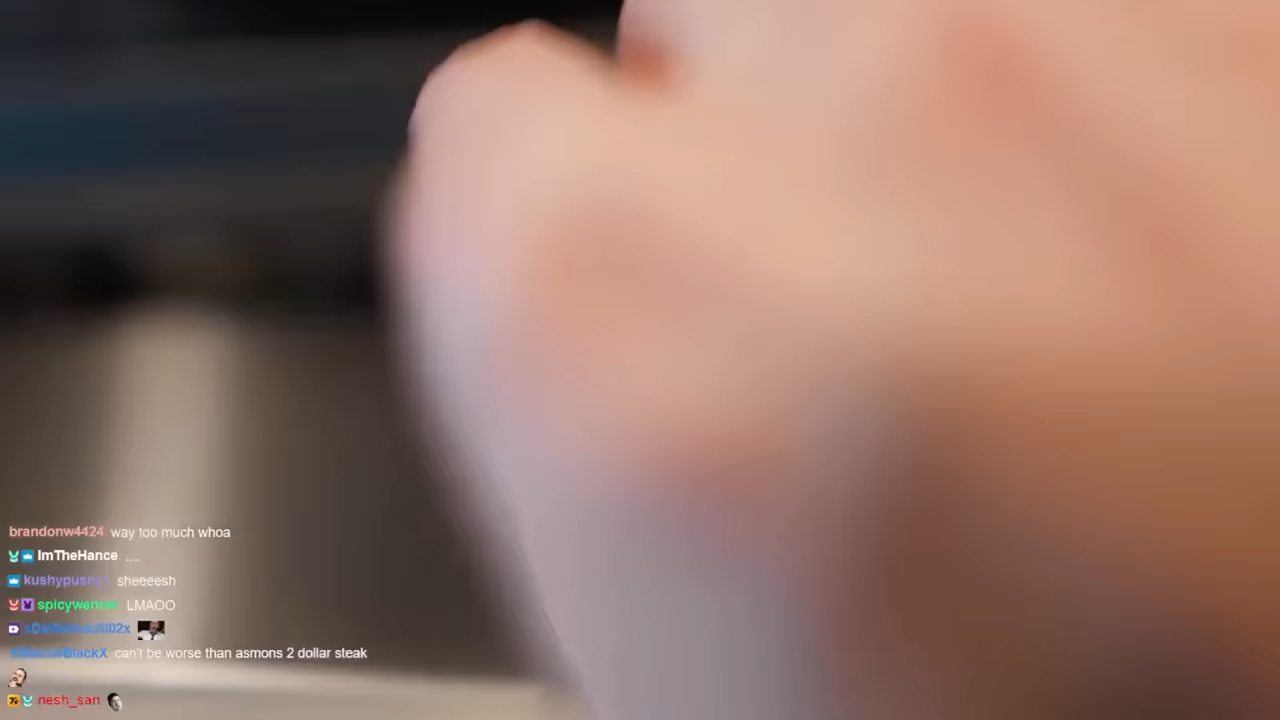 brandonw4424 way too much whoa
ImTheHance ....
sheeeesh
LMAOO
can't be worse than asmons 2 dollar steak
nesh_san